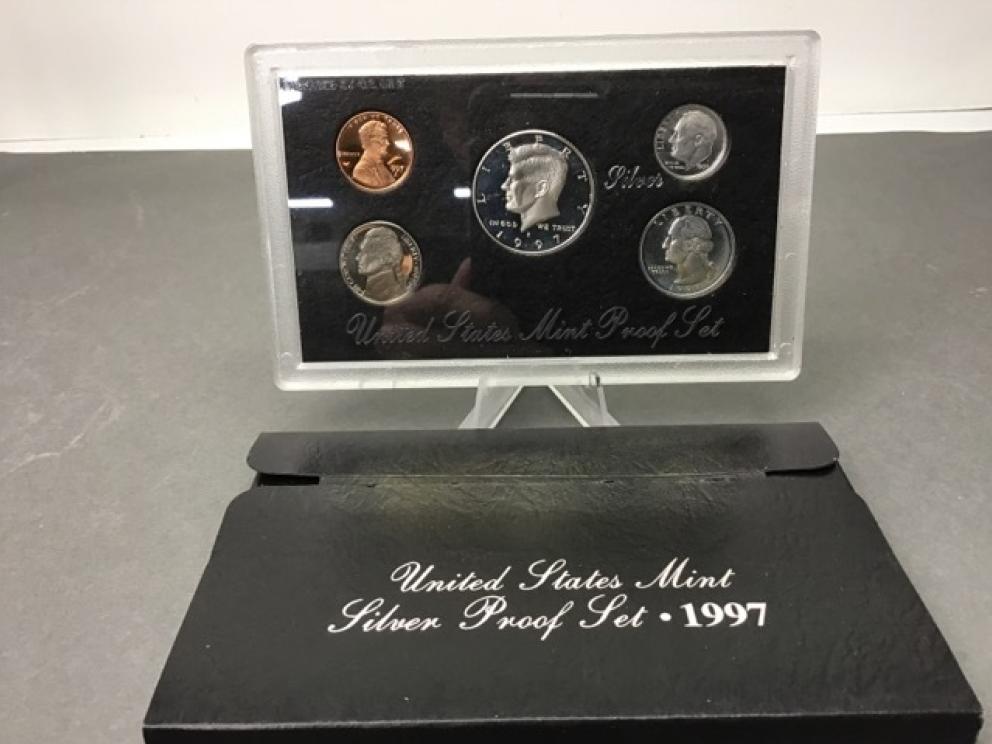 LIBERTY
IN GOD WE TRUST
1997
Silver
LIBERTY
United States Mint Proof Set
United States Mint
Silver Proof Set • 1997